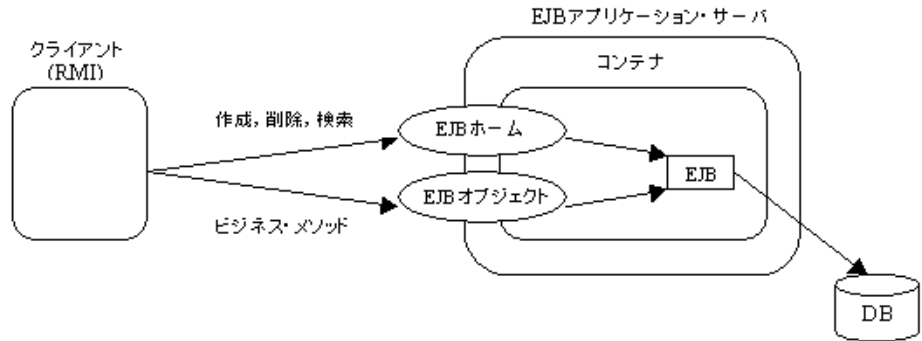 EJBアプリケーション・サーバ
クライアント
(RMI)
コンテナ
作成，削除，検索
EJBホーム
EJB
EJBオブジェクト
ビジネス・メソッド
DB